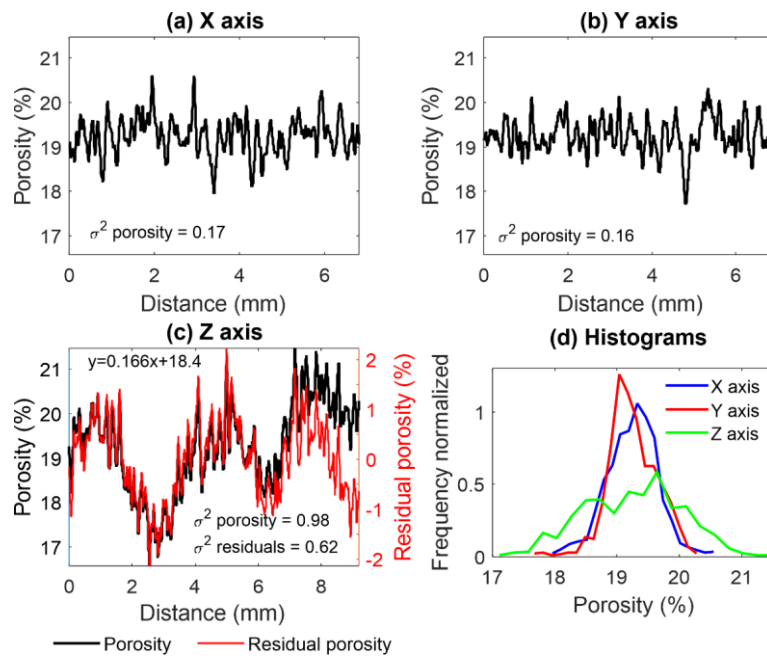 (a) X axis
(b) Y axis
21
20
19
18
17
Porosity (%)
σ² porosity = 0.17
0 2 4 6
Distance (mm)
21
20
19
18
17
Porosity (%)
σ² porosity = 0.16
0 2 4 6
Distance (mm)
(c) Z axis
y=0.166x+18.4
21
20
19
18
17
Porosity (%)
2
1
0
-1
-2
Residual porosity (%)
σ² porosity = 0.98
σ² residuals = 0.62
0 2 4 6 8
Distance (mm)
Porosity
Residual porosity
(d) Histograms
Frequency normalized
1
0.5
0
X axis
Y axis
Z axis
17 18 19 20 21
Porosity (%)